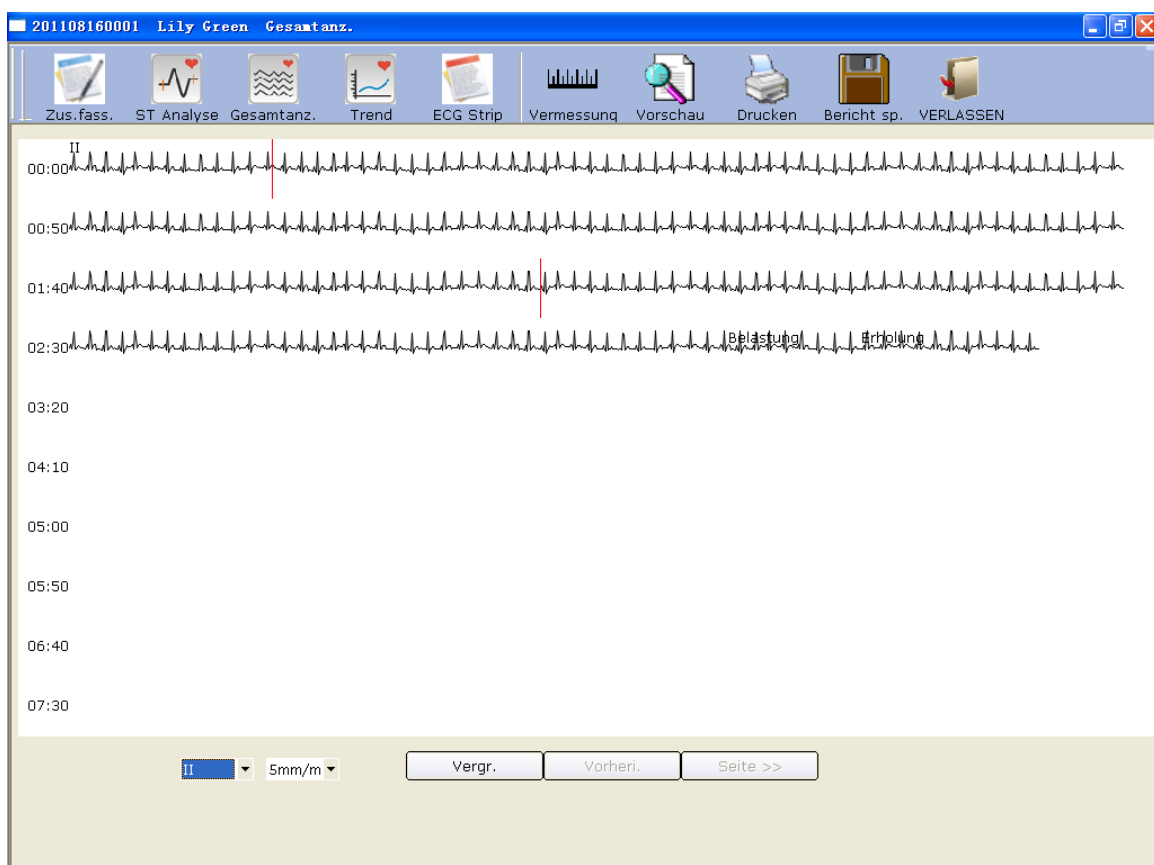 201108160001 Lily Green Gesamtanz.
Zus.fass. ST Analyse Gesamtanz. Trend ECG Strip Vermessung Vorschau Drucken Bericht sp. VERLASSEN
II
00:00
00:50
01:40
02:30 Belastung Erholung
03:20
04:10
05:00
05:50
06:40
07:30
II 5mm/m Vergr. Vorheri. Seite >>